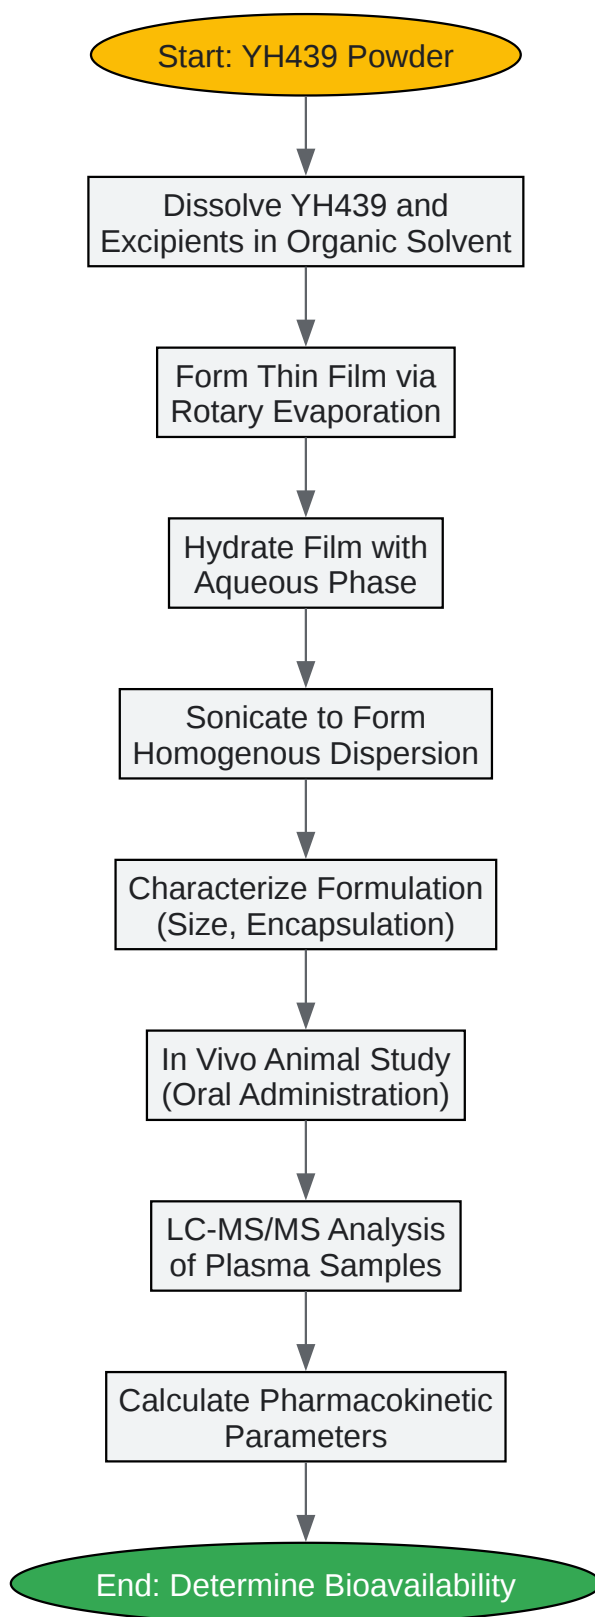 Start: YH439 Powder
Dissolve YH439 and
Excipients in Organic Solvent
Form Thin Film via
Rotary Evaporation
Hydrate Film with
Aqueous Phase
Sonicate to Form
Homogenous Dispersion
Characterize Formulation
(Size, Encapsulation)
In Vivo Animal Study
(Oral Administration)
LC-MS/MS Analysis
of Plasma Samples
Calculate Pharmacokinetic
Parameters
End: Determine Bioavailability